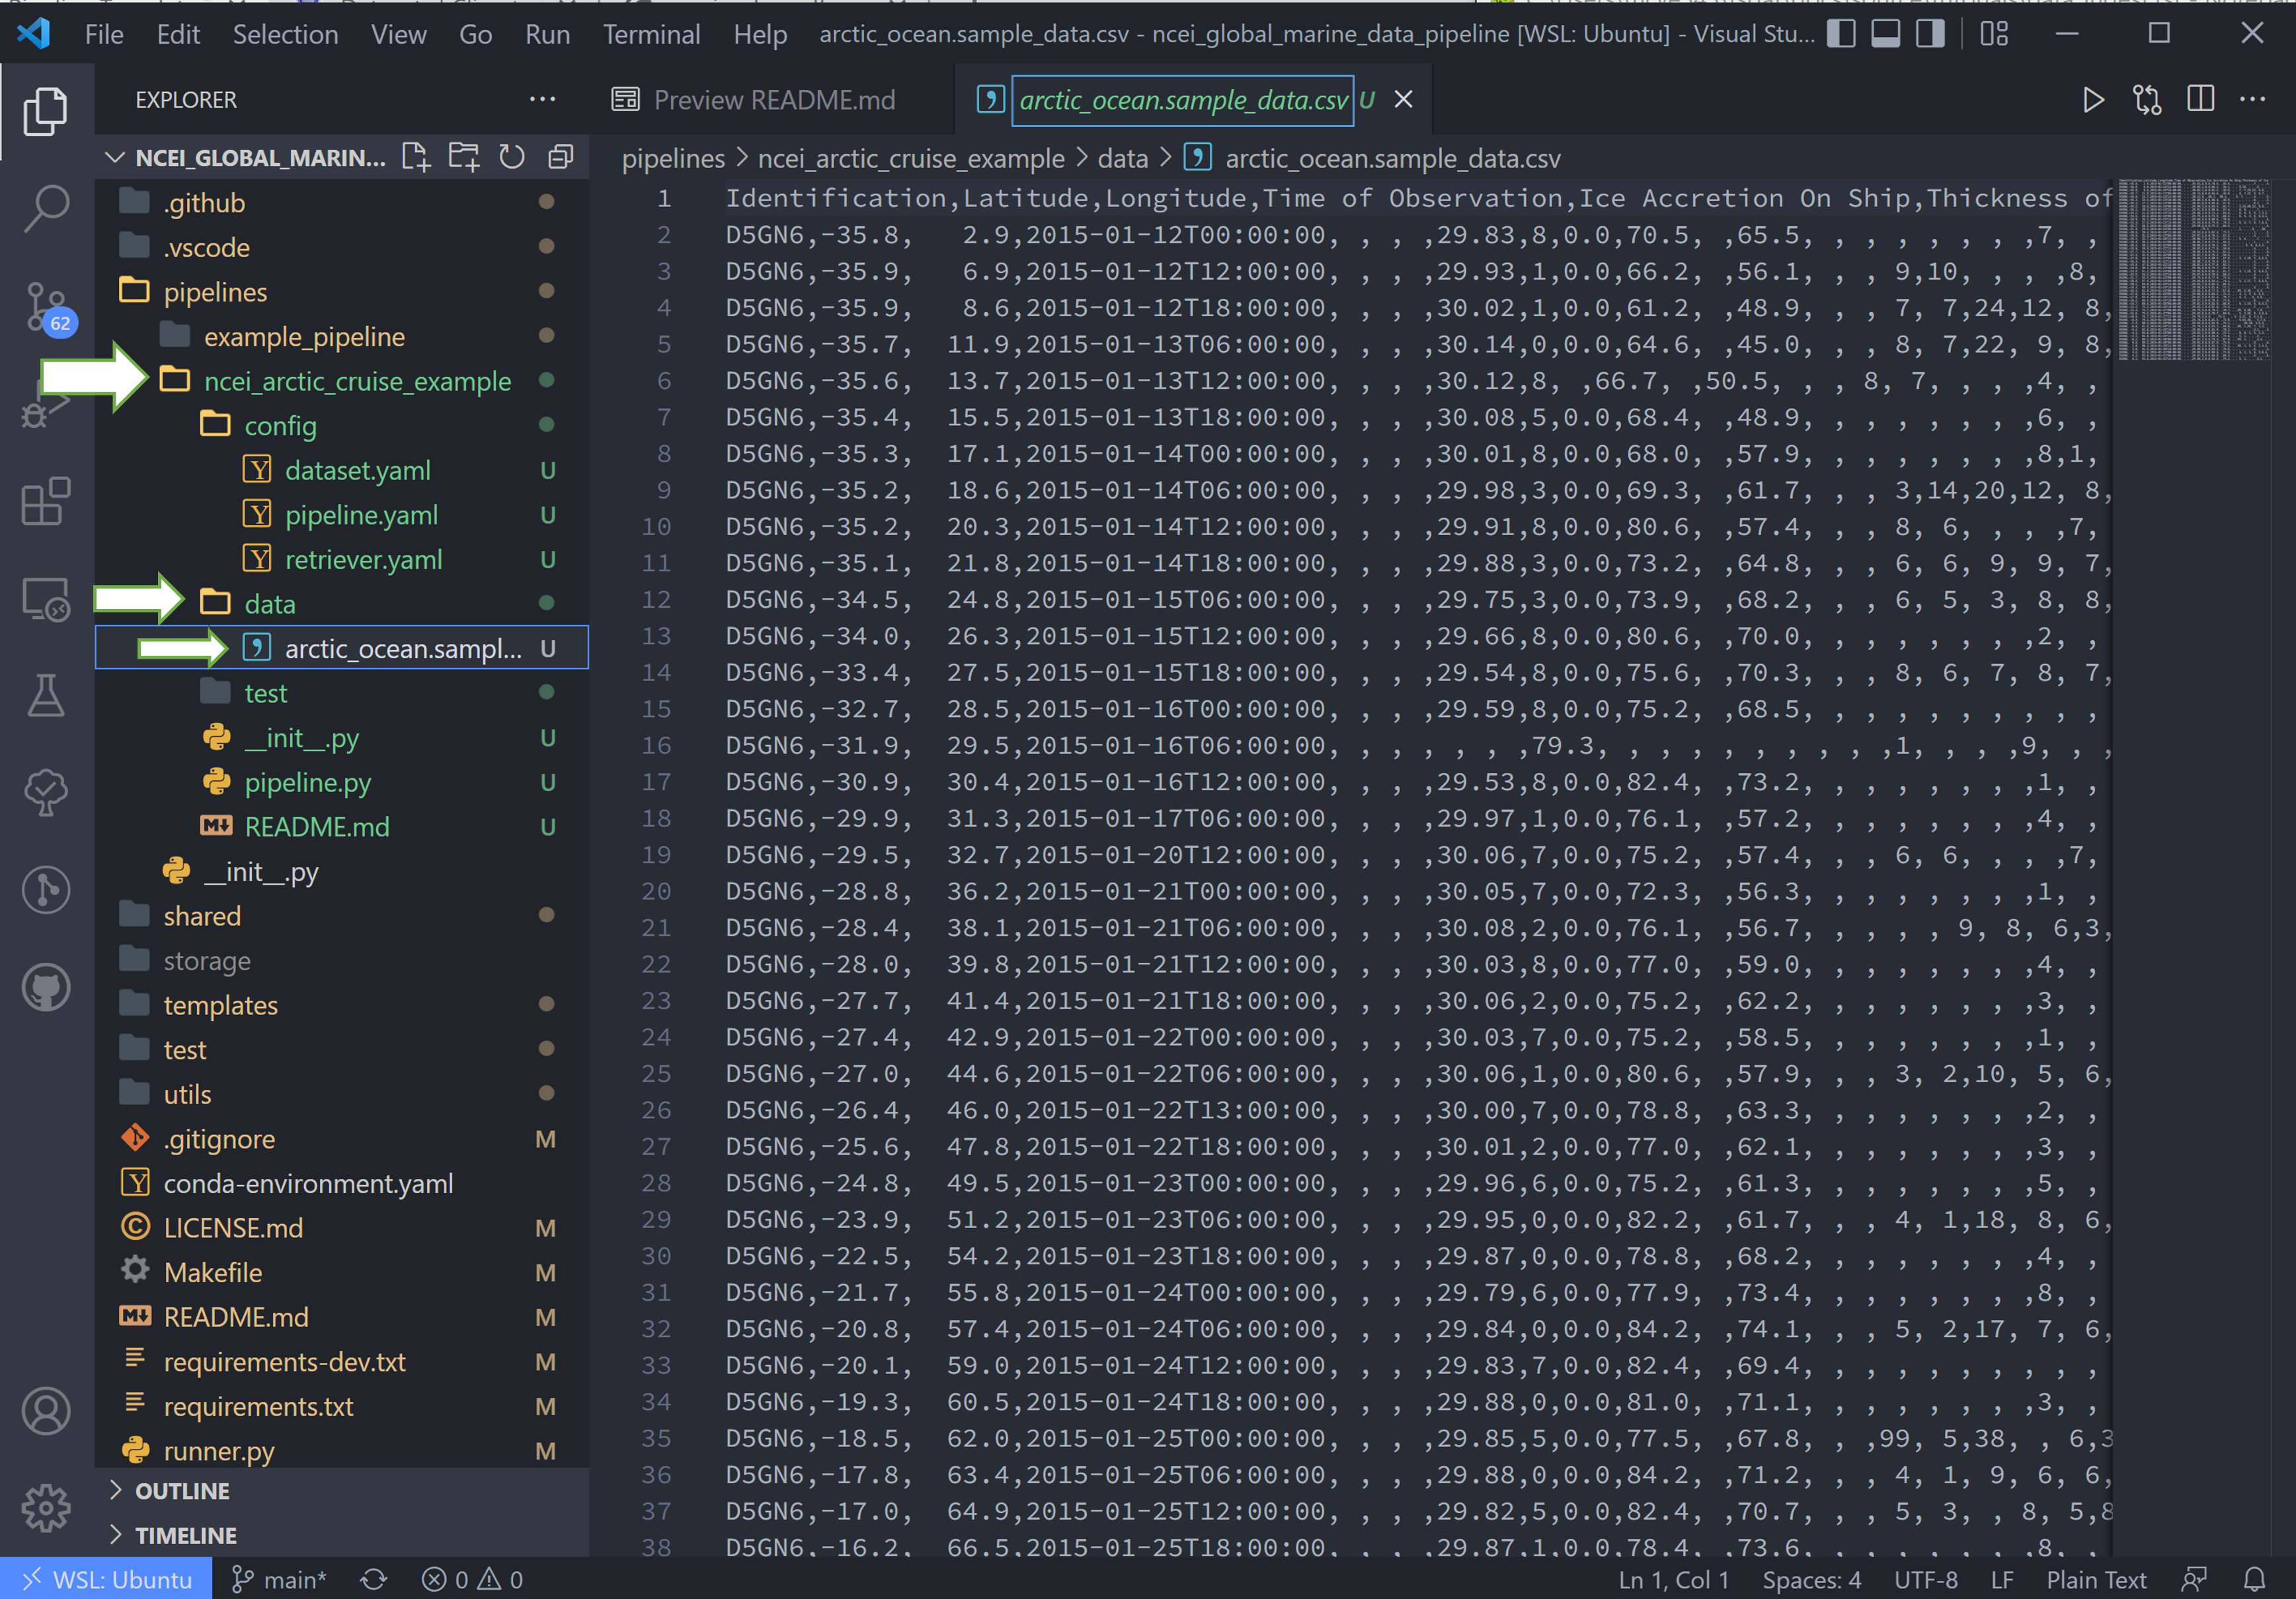 File Edit Selection View Go Run Terminal Help arctic_ocean.sample_data.csv - ncei_global_marine_data_pipeline [WSL: Ubuntu] - Visual Stu...
EXPLORER
NCEI_GLOBAL_MARIN...
.github
.vscode
pipelines
example_pipeline
ncei_arctic_cruise_example
config
dataset.yaml U
pipeline.yaml U
retriever.yaml U
data
arctic_ocean.sampl... U
test
__init__.py U
pipeline.py U
README.md U
__init__.py
shared
storage
templates
test
utils
.gitignore M
conda-environment.yaml
LICENSE.md M
Makefile M
README.md M
requirements-dev.txt M
requirements.txt M
runner.py M
OUTLINE
TIMELINE
62
Preview README.md
arctic_ocean.sample_data.csv U
pipelines > ncei_arctic_cruise_example > data > arctic_ocean.sample_data.csv
1 Identification,Latitude,Longitude,Time of Observation,Ice Accretion On Ship,Thickness of
2 D5GN6,-35.8,  2.9,2015-01-12T00:00:00, , , ,29.83,8,0.0,70.5, ,65.5, , , , , , , ,7, ,
3 D5GN6,-35.9,  6.9,2015-01-12T12:00:00, , , ,29.93,1,0.0,66.2, ,56.1, , , 9,10, , , ,8,
4 D5GN6,-35.9,  8.6,2015-01-12T18:00:00, , , ,30.02,1,0.0,61.2, ,48.9, , , 7, 7,24,12, 8,
5 D5GN6,-35.7, 11.9,2015-01-13T06:00:00, , , ,30.14,0,0.0,64.6, ,45.0, , , 8, 7,22, 9, 8,
6 D5GN6,-35.6, 13.7,2015-01-13T12:00:00, , , ,30.12,8, ,66.7, ,50.5, , , 8, 7, , , ,4, ,
7 D5GN6,-35.4, 15.5,2015-01-13T18:00:00, , , ,30.08,5,0.0,68.4, ,48.9, , , , , , , ,6, ,
8 D5GN6,-35.3, 17.1,2015-01-14T00:00:00, , , ,30.01,8,0.0,68.0, ,57.9, , , , , , , ,8,1,
9 D5GN6,-35.2, 18.6,2015-01-14T06:00:00, , , ,29.98,3,0.0,69.3, ,61.7, , , 3,14,20,12, 8,
10 D5GN6,-35.2, 20.3,2015-01-14T12:00:00, , , ,29.91,8,0.0,80.6, ,57.4, , , 8, 6, , , ,7,
11 D5GN6,-35.1, 21.8,2015-01-14T18:00:00, , , ,29.88,3,0.0,73.2, ,64.8, , , 6, 6, 9, 9, 7,
12 D5GN6,-34.5, 24.8,2015-01-15T06:00:00, , , ,29.75,3,0.0,73.9, ,68.2, , , 6, 5, 3, 8, 8,
13 D5GN6,-34.0, 26.3,2015-01-15T12:00:00, , , ,29.66,8,0.0,80.6, ,70.0, , , , , , , ,2, ,
14 D5GN6,-33.4, 27.5,2015-01-15T18:00:00, , , ,29.54,8,0.0,75.6, ,70.3, , , 8, 6, 7, 8, 7,
15 D5GN6,-32.7, 28.5,2015-01-16T00:00:00, , , ,29.59,8,0.0,75.2, ,68.5, , , , , , , , , ,
16 D5GN6,-31.9, 29.5,2015-01-16T06:00:00, , , , , , ,79.3, , , , , , , , , ,1, , , ,9, , ,
17 D5GN6,-30.9, 30.4,2015-01-16T12:00:00, , , ,29.53,8,0.0,82.4, ,73.2, , , , , , , ,1, ,
18 D5GN6,-29.9, 31.3,2015-01-17T06:00:00, , , ,29.97,1,0.0,76.1, ,57.2, , , , , , , ,4, ,
19 D5GN6,-29.5, 32.7,2015-01-20T12:00:00, , , ,30.06,7,0.0,75.2, ,57.4, , , 6, 6, , , ,7,
20 D5GN6,-28.8, 36.2,2015-01-21T00:00:00, , , ,30.05,7,0.0,72.3, ,56.3, , , , , , , ,1, ,
21 D5GN6,-28.4, 38.1,2015-01-21T06:00:00, , , ,30.08,2,0.0,76.1, ,56.7, , , , , 9, 8, 6,3,
22 D5GN6,-28.0, 39.8,2015-01-21T12:00:00, , , ,30.03,8,0.0,77.0, ,59.0, , , , , , , ,4, ,
23 D5GN6,-27.7, 41.4,2015-01-21T18:00:00, , , ,30.06,2,0.0,75.2, ,62.2, , , , , , , ,3, ,
24 D5GN6,-27.4, 42.9,2015-01-22T00:00:00, , , ,30.03,7,0.0,75.2, ,58.5, , , , , , , ,1, ,
25 D5GN6,-27.0, 44.6,2015-01-22T06:00:00, , , ,30.06,1,0.0,80.6, ,57.9, , , 3, 2,10, 5, 6,
26 D5GN6,-26.4, 46.0,2015-01-22T13:00:00, , , ,30.00,7,0.0,78.8, ,63.3, , , , , , , ,2, ,
27 D5GN6,-25.6, 47.8,2015-01-22T18:00:00, , , ,30.01,2,0.0,77.0, ,62.1, , , , , , , ,3, ,
28 D5GN6,-24.8, 49.5,2015-01-23T00:00:00, , , ,29.96,6,0.0,75.2, ,61.3, , , , , , , ,5, ,
29 D5GN6,-23.9, 51.2,2015-01-23T06:00:00, , , ,29.95,0,0.0,82.2, ,61.7, , , 4, 1,18, 8, 6,
30 D5GN6,-22.5, 54.2,2015-01-23T18:00:00, , , ,29.87,0,0.0,78.8, ,68.2, , , , , , , ,4, ,
31 D5GN6,-21.7, 55.8,2015-01-24T00:00:00, , , ,29.79,6,0.0,77.9, ,73.4, , , , , , , ,8, ,
32 D5GN6,-20.8, 57.4,2015-01-24T06:00:00, , , ,29.84,0,0.0,84.2, ,74.1, , , 5, 2,17, 7, 6,
33 D5GN6,-20.1, 59.0,2015-01-24T12:00:00, , , ,29.83,7,0.0,82.4, ,69.4, , , , , , , , , ,
34 D5GN6,-19.3, 60.5,2015-01-24T18:00:00, , , ,29.88,0,0.0,81.0, ,71.1, , , , , , , ,3, ,
35 D5GN6,-18.5, 62.0,2015-01-25T00:00:00, , , ,29.85,5,0.0,77.5, ,67.8, , ,99, 5,38, , 6,3
36 D5GN6,-17.8, 63.4,2015-01-25T06:00:00, , , ,29.88,0,0.0,84.2, ,71.2, , , 4, 1, 9, 6, 6,
37 D5GN6,-17.0, 64.9,2015-01-25T12:00:00, , , ,29.82,5,0.0,82.4, ,70.7, , , 5, 3, , 8, 5,8
38 D5GN6,-16.2, 66.5,2015-01-25T18:00:00, , , ,29.87,1,0.0,78.4, ,73.6, , , , , , , ,8, ,
WSL: Ubuntu main* 0 0 Ln 1, Col 1 Spaces: 4 UTF-8 LF Plain Text